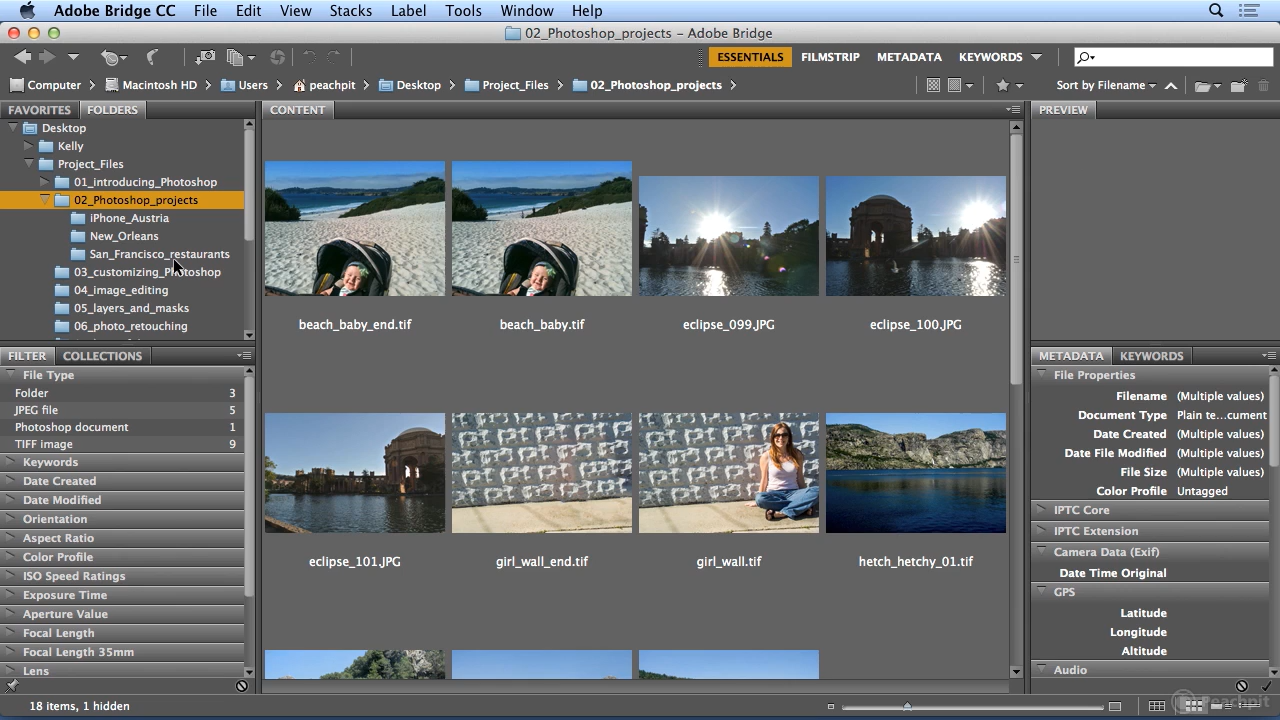 Adobe Bridge CC File Edit View Stacks Label Tools Window Help
02_Photoshop_projects – Adobe Bridge
ESSENTIALS FILMSTRIP METADATA KEYWORDS
Computer Macintosh HD Users peachpit Desktop Project_Files 02_Photoshop_projects Sort by Filename
FAVORITES FOLDERS
Desktop
Kelly
Project_Files
01_introducing_Photoshop
02_Photoshop_projects
iPhone_Austria
New_Orleans
San_Francisco_restaurants
03_customizing_Photoshop
04_image_editing
05_layers_and_masks
06_photo_retouching
FILTER COLLECTIONS
File Type
Folder 3
JPEG file 5
Photoshop document 1
TIFF image 9
Keywords
Date Created
Date Modified
Orientation
Aspect Ratio
Color Profile
ISO Speed Ratings
Exposure Time
Aperture Value
Focal Length
Focal Length 35mm
Lens
18 items, 1 hidden
CONTENT
beach_baby_end.tif beach_baby.tif eclipse_099.JPG eclipse_100.JPG
eclipse_101.JPG girl_wall_end.tif girl_wall.tif hetch_hetchy_01.tif
PREVIEW
METADATA KEYWORDS
File Properties
Filename (Multiple values)
Document Type Plain te...cument
Date Created (Multiple values)
Date File Modified (Multiple values)
File Size (Multiple values)
Color Profile Untagged
IPTC Core
IPTC Extension
Camera Data (Exif)
Date Time Original
GPS
Latitude
Longitude
Altitude
Audio
Peachpit